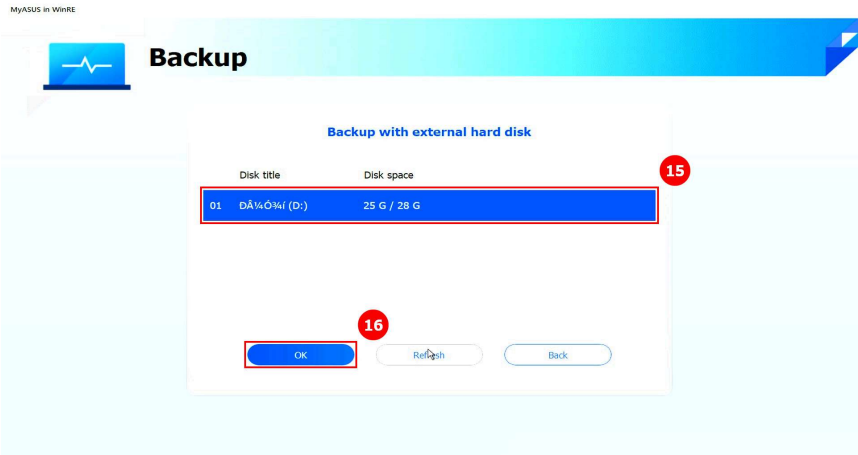 MyASUS in WinRE
Backup
Backup with external hard disk
Disk title Disk space
15
01 ÐÂ¼Ó¾í (D:) 25 G / 28 G
16
OK Refresh Back